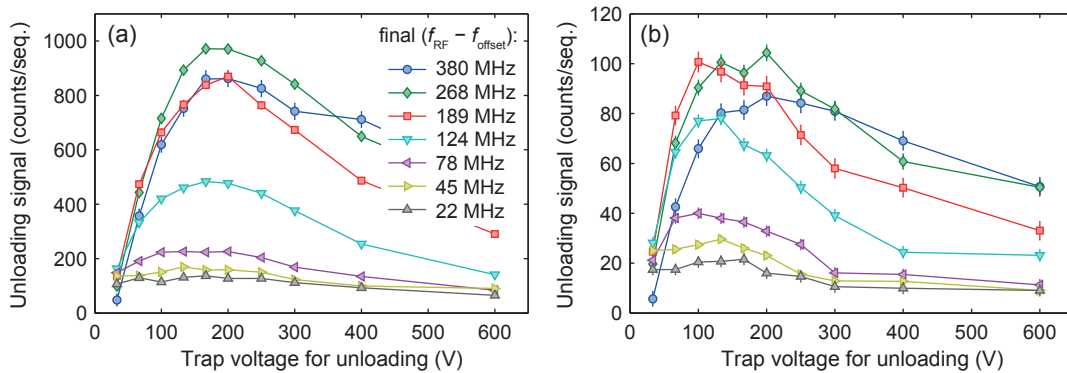 (a)
final (f_RF − f_offset):
380 MHz
268 MHz
189 MHz
124 MHz
78 MHz
45 MHz
22 MHz
Unloading signal (counts/seq.)
1000
800
600
400
200
0
0 100 200 300 400 500 600
Trap voltage for unloading (V)
(b)
Unloading signal (counts/seq.)
120
100
80
60
40
20
0
0 100 200 300 400 500 600
Trap voltage for unloading (V)